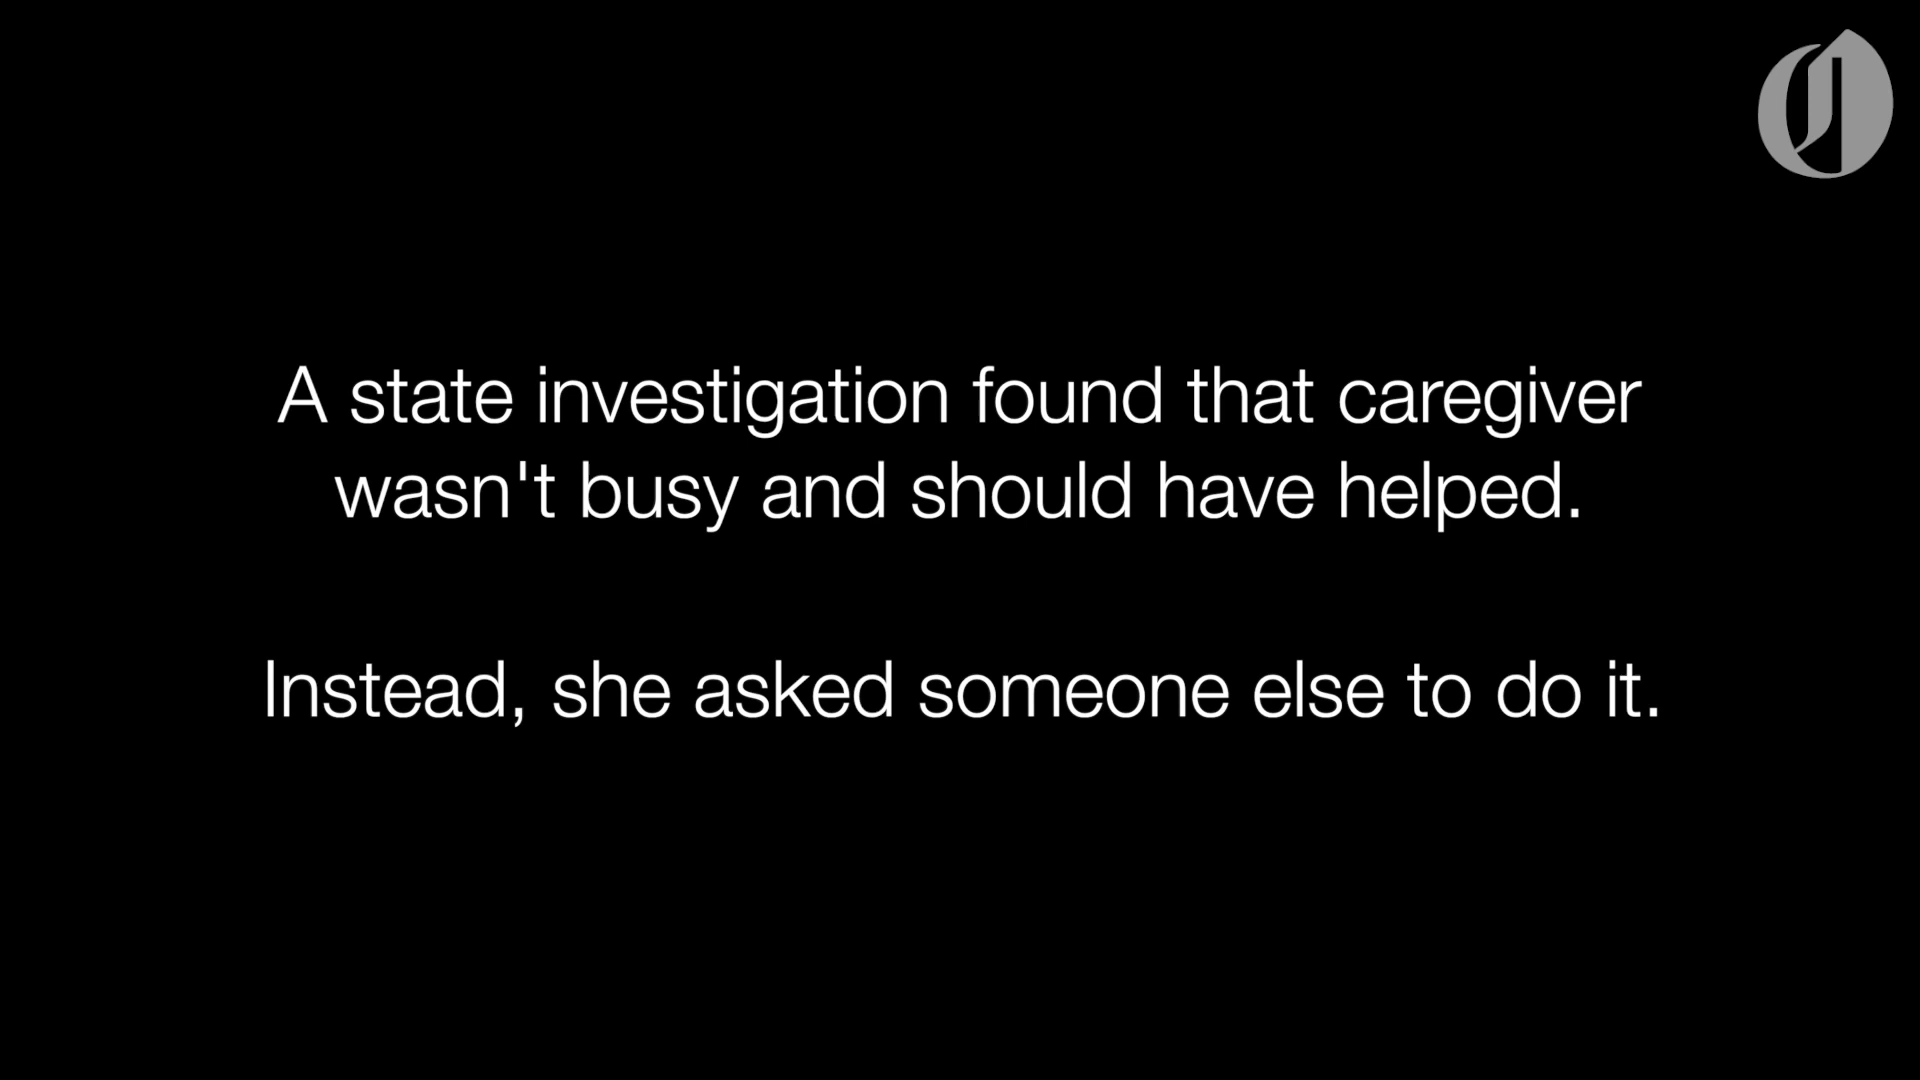 A state investigation found that caregiver
wasn't busy and should have helped.
Instead, she asked someone else to do it.